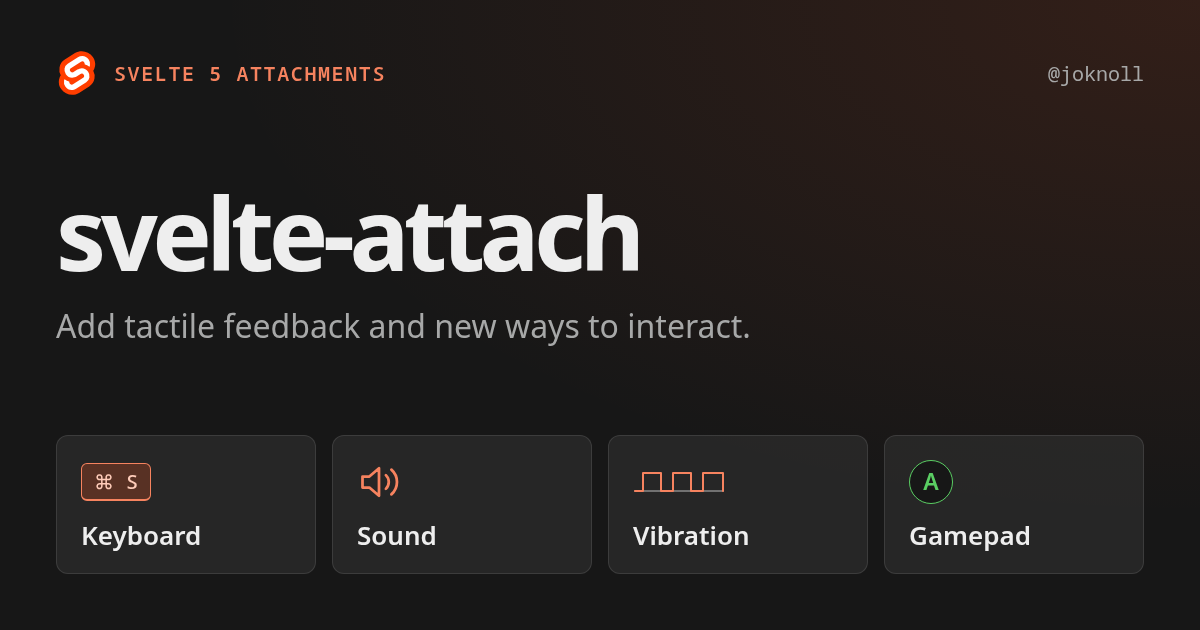 SVELTE 5 ATTACHMENTS
@joknoll
svelte-attach
Add tactile feedback and new ways to interact.
⌘ S
Keyboard
Sound
Vibration
A
Gamepad